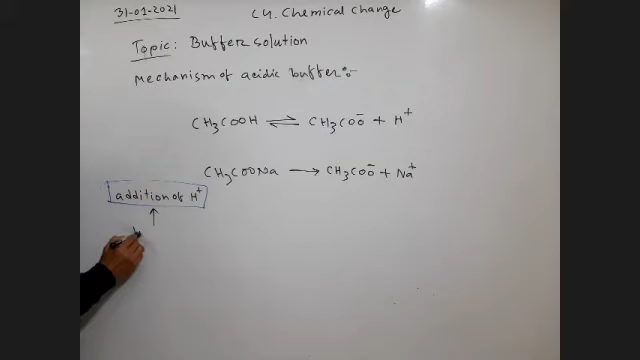 31-01-2021 C4. Chemical Change
Topic: Buffer solution
Mechanism of acidic buffer:-
CH₃COOH ⇌ CH₃COO⁻ + H⁺
CH₃COONa → CH₃COO⁻ + Na⁺
addition of H⁺
↑